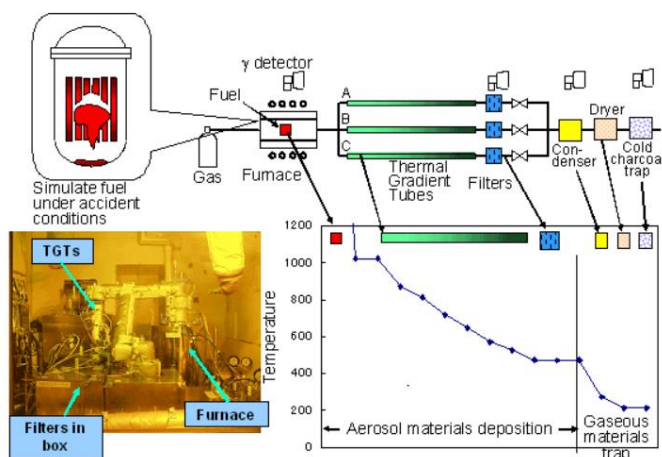 γ detector
Fuel
A
B
C
Gas
Furnace
Thermal
Gradient
Tubes
Filters
Con-
denser
Dryer
Cold
charcoa
trap
Simulate fuel
under accident
conditions
TGTs
Filters in
box
Furnace
Temperature
1200
1000
800
600
400
200
0
Aerosol materials deposition
Gaseous
materials
trap